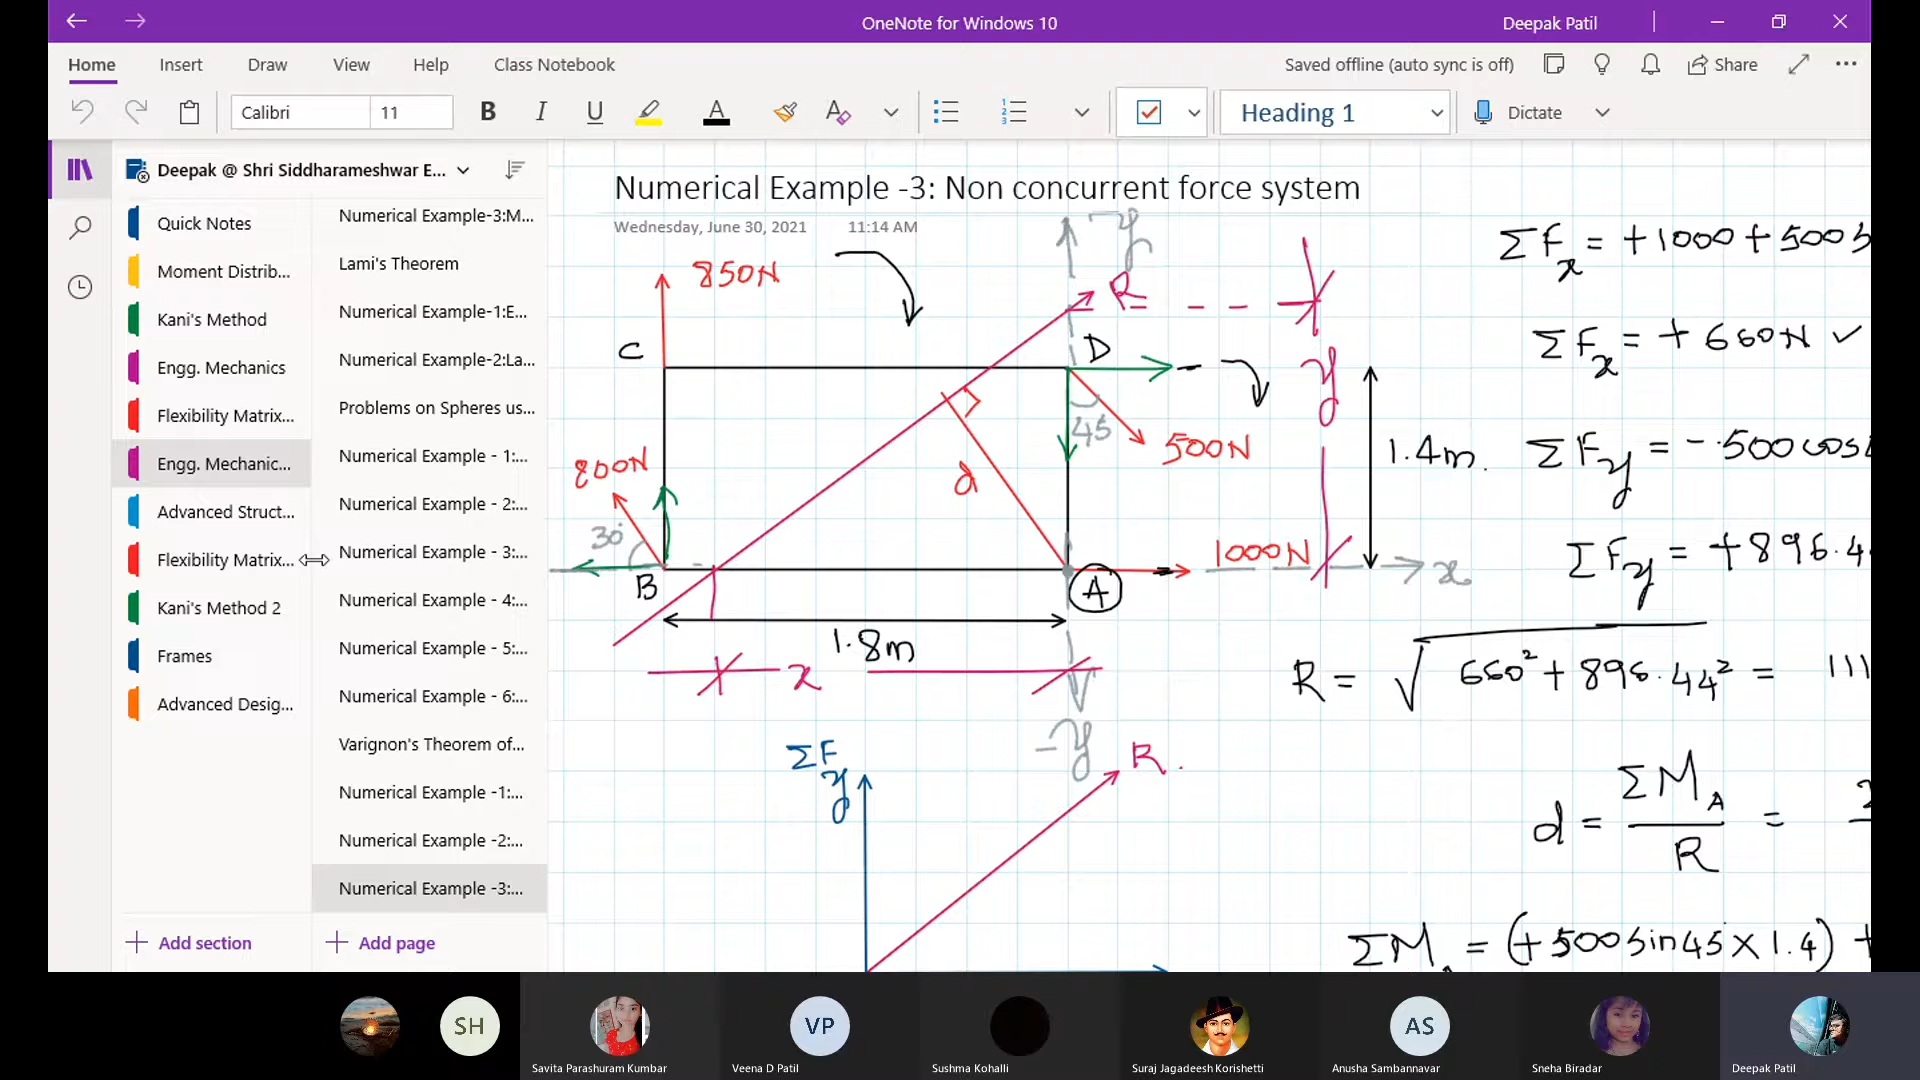 OneNote for Windows 10
Deepak Patil
Home Insert Draw View Help Class Notebook
Saved offline (auto sync is off)
Share
Calibri 11 B I U A A Heading 1 Dictate
Deepak @ Shri Siddharameshwar E...
Quick Notes
Moment Distrib...
Kani's Method
Engg. Mechanics
Flexibility Matrix...
Engg. Mechanic...
Advanced Struct...
Flexibility Matrix...
Kani's Method 2
Frames
Advanced Desig...
Add section
Numerical Example-3:M...
Lami's Theorem
Numerical Example-1:E...
Numerical Example-2:La...
Problems on Spheres us...
Numerical Example - 1:...
Numerical Example - 2:...
Numerical Example - 3:...
Numerical Example - 4:...
Numerical Example - 5:...
Numerical Example - 6:...
Varignon's Theorem of...
Numerical Example -1:...
Numerical Example -2:...
Numerical Example -3:...
Add page
Numerical Example -3: Non concurrent force system
Wednesday, June 30, 2021 11:14 AM
y
850N
R
C
D
y
45
500N
1.4m.
800N
d
30°
1000N
x
B
A
1.8m
x
-y
ΣFy
R.
ΣFx = +1000 + 500s
ΣFx = + 660N ✓
ΣFy = - 500cos
ΣFy = +896.4
R = √660² + 896.44² = 111
d = ΣMA / R =
ΣM = (+500sin45×1.4) +
SH
VP
AS
Savita Parashuram Kumbar
Veena D Patil
Sushma Kohalli
Suraj Jagadeesh Korishetti
Anusha Sambannavar
Sneha Biradar
Deepak Patil